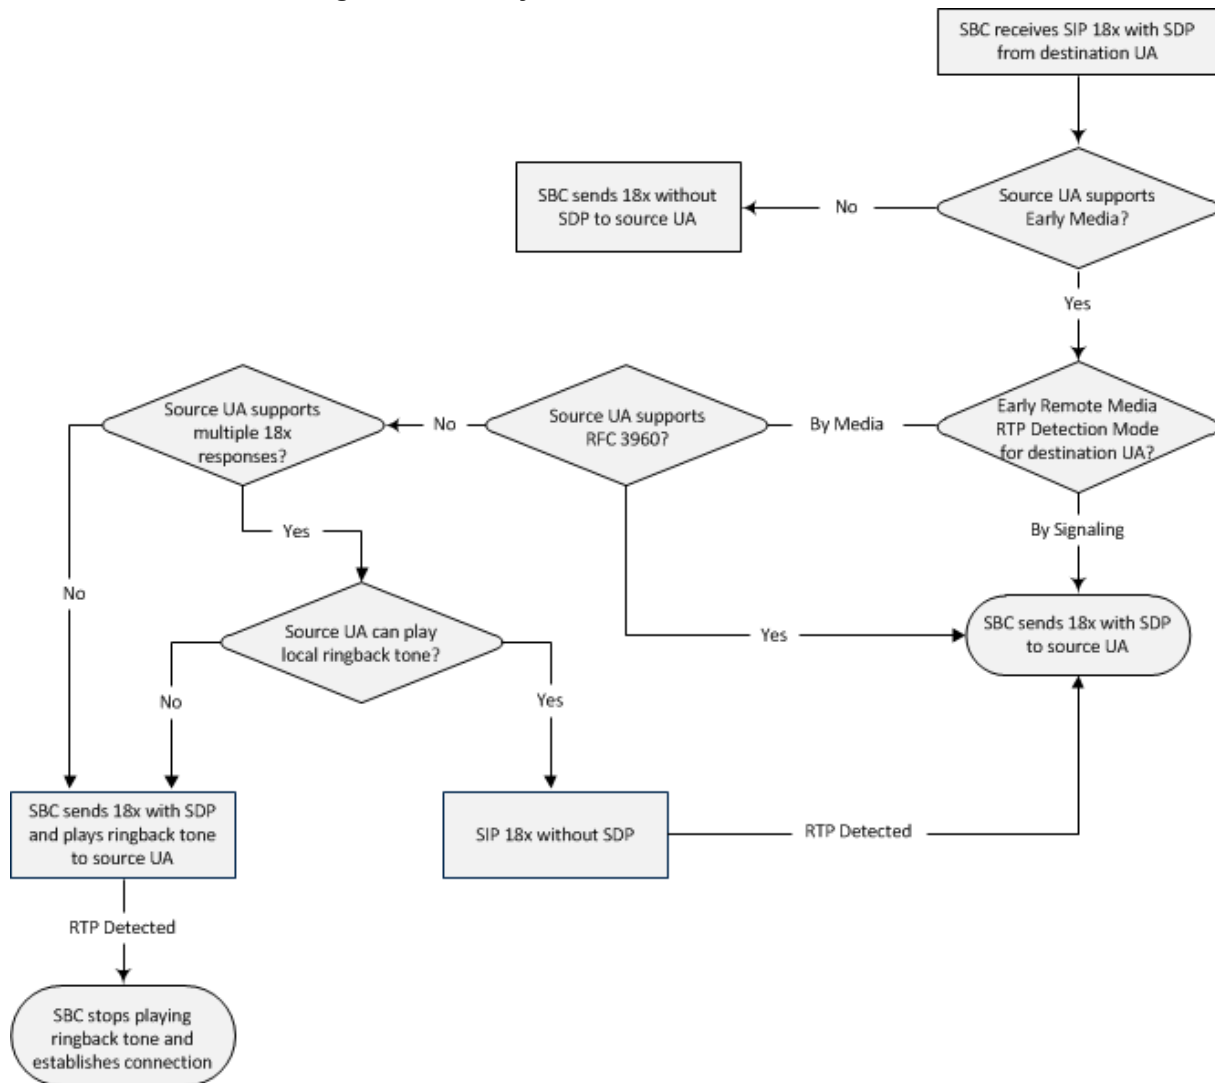 SBC receives SIP 18x with SDP
from destination UA
SBC sends 18x without
SDP to source UA
No
Source UA supports
Early Media?
Yes
Source UA supports
multiple 18x
responses?
No
Source UA supports
RFC 3960?
By Media
Early Remote Media
RTP Detection Mode
for destination UA?
Yes
By Signaling
No
Source UA can play
local ringback tone?
Yes
SBC sends 18x with SDP
to source UA
No
Yes
SBC sends 18x with SDP
and plays ringback tone
to source UA
SIP 18x without SDP
RTP Detected
RTP Detected
SBC stops playing
ringback tone and
establishes connection